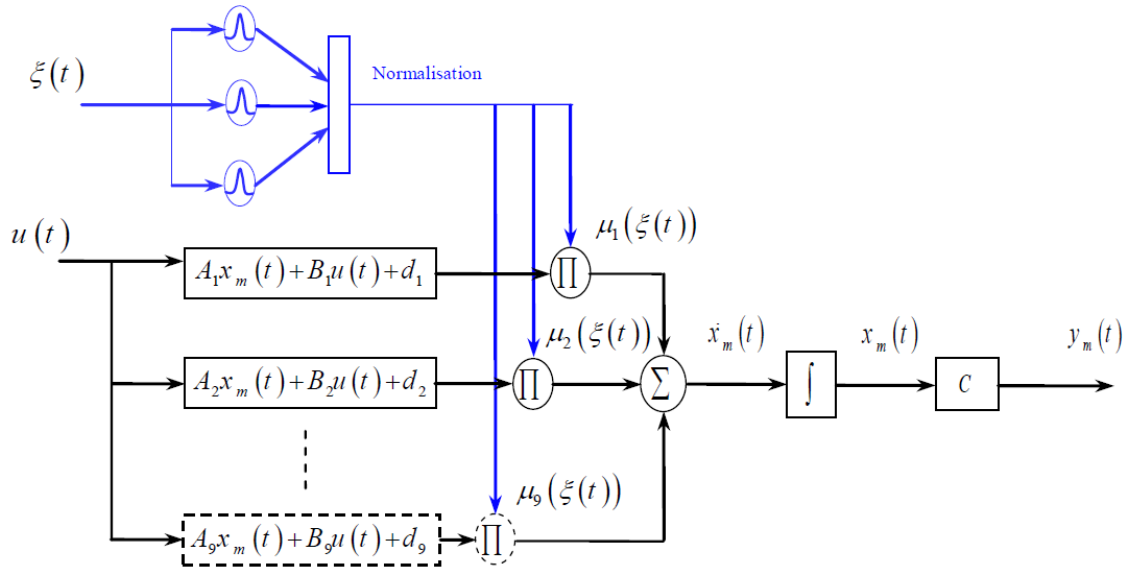 ξ(t)
Normalisation
u(t)
μ₁(ξ(t))
A₁xₘ(t)+B₁u(t)+d₁
∏
μ₂(ξ(t))
ẋₘ(t)
xₘ(t)
yₘ(t)
A₂xₘ(t)+B₂u(t)+d₂
∏
∑
∫
C
μ₉(ξ(t))
A₉xₘ(t)+B₉u(t)+d₉
∏